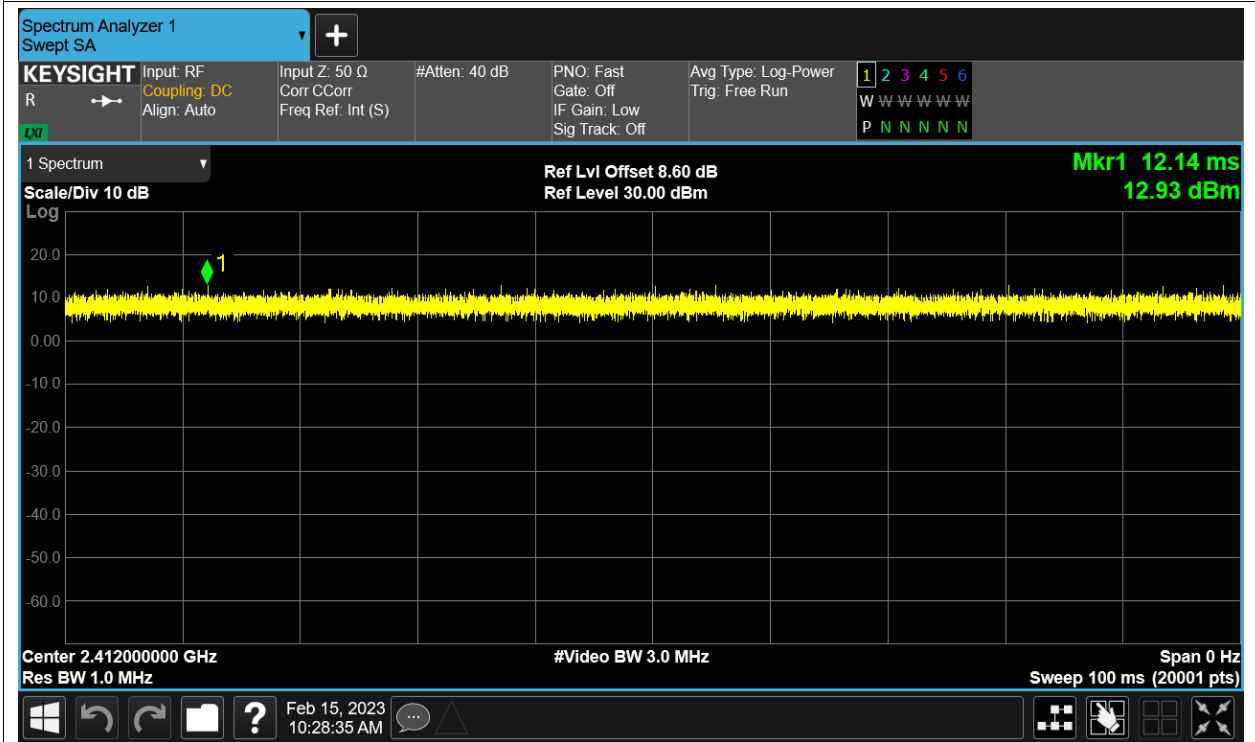 Spectrum Analyzer 1
Swept SA
KEYSIGHT
R
LXI
Input: RF
Coupling: DC
Align: Auto
Input Z: 50 Ω
Corr CCorr
Freq Ref: Int (S)
#Atten: 40 dB
PNO: Fast
Gate: Off
IF Gain: Low
Sig Track: Off
Avg Type: Log-Power
Trig: Free Run
1 2 3 4 5 6
W W W W W W
P N N N N N
1 Spectrum
Scale/Div 10 dB
Log
Ref Lvl Offset 8.60 dB
Ref Level 30.00 dBm
Mkr1 12.14 ms
12.93 dBm
1
20.0
10.0
0.00
-10.0
-20.0
-30.0
-40.0
-50.0
-60.0
Center 2.412000000 GHz
Res BW 1.0 MHz
#Video BW 3.0 MHz
Span 0 Hz
Sweep 100 ms (20001 pts)
?
Feb 15, 2023
10:28:35 AM